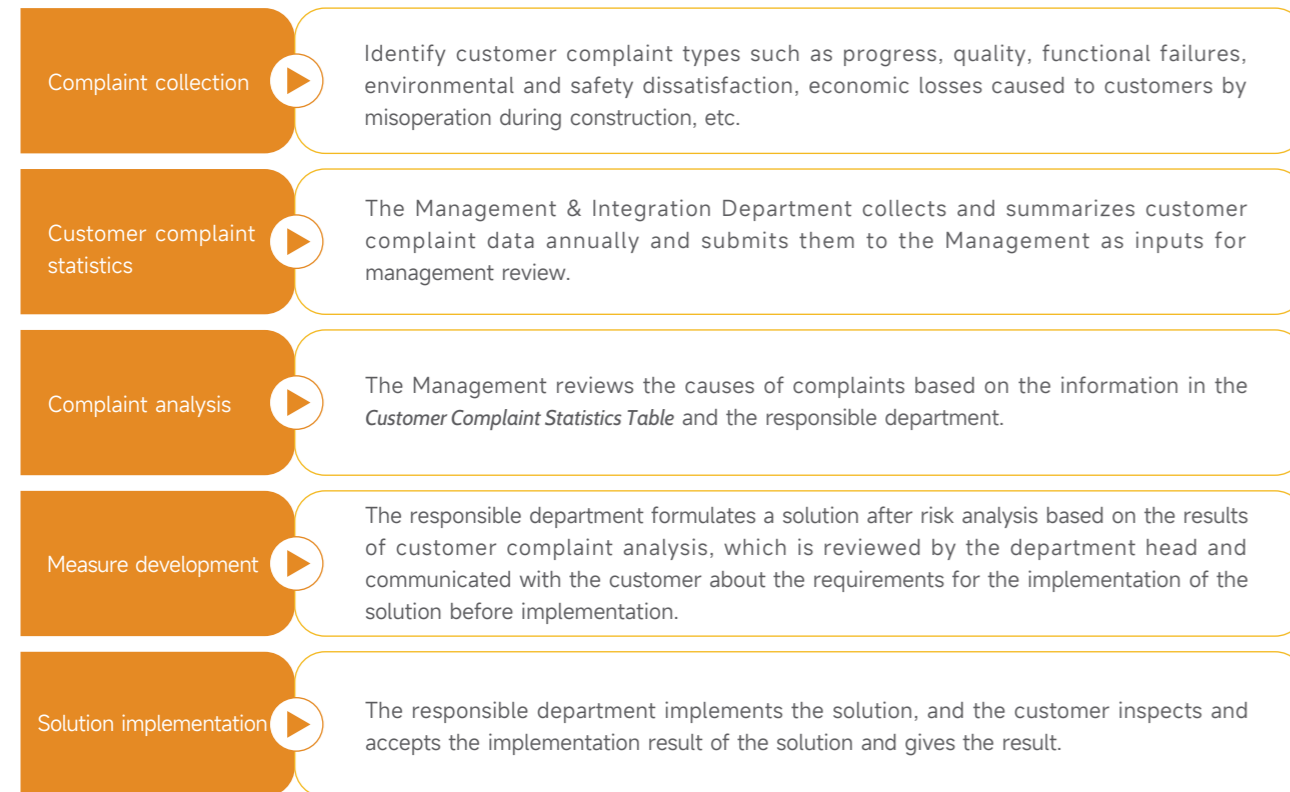 Complaint collection
Identify customer complaint types such as progress, quality, functional failures,
environmental and safety dissatisfaction, economic losses caused to customers by
misoperation during construction, etc.
Customer complaint
statistics
The Management & Integration Department collects and summarizes customer
complaint data annually and submits them to the Management as inputs for
management review.
Complaint analysis
The Management reviews the causes of complaints based on the information in the
Customer Complaint Statistics Table and the responsible department.
Measure development
The responsible department formulates a solution after risk analysis based on the results
of customer complaint analysis, which is reviewed by the department head and
communicated with the customer about the requirements for the implementation of the
solution before implementation.
Solution implementation
The responsible department implements the solution, and the customer inspects and
accepts the implementation result of the solution and gives the result.